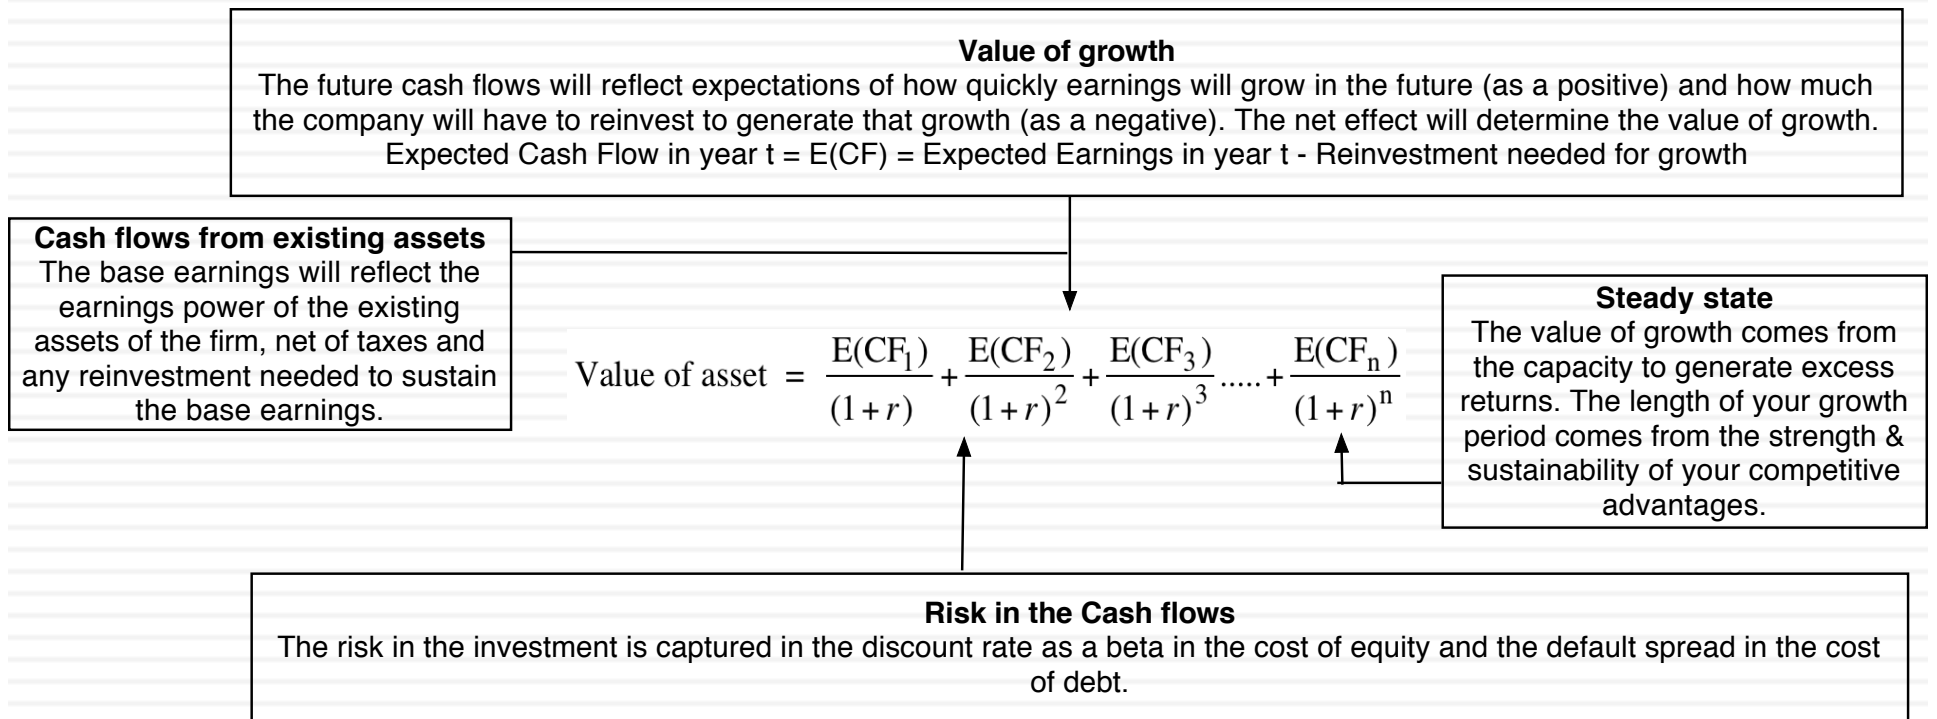 Value of growth
The future cash flows will reflect expectations of how quickly earnings will grow in the future (as a positive) and how much
the company will have to reinvest to generate that growth (as a negative). The net effect will determine the value of growth.
Expected Cash Flow in year t = E(CF) = Expected Earnings in year t - Reinvestment needed for growth
Cash flows from existing assets
The base earnings will reflect the
earnings power of the existing
assets of the firm, net of taxes and
any reinvestment needed to sustain
the base earnings.
Value of asset = E(CF₁)/(1+r) + E(CF₂)/(1+r)² + E(CF₃)/(1+r)³ ..... + E(CFₙ)/(1+r)ⁿ
Steady state
The value of growth comes from
the capacity to generate excess
returns. The length of your growth
period comes from the strength &
sustainability of your competitive
advantages.
Risk in the Cash flows
The risk in the investment is captured in the discount rate as a beta in the cost of equity and the default spread in the cost
of debt.